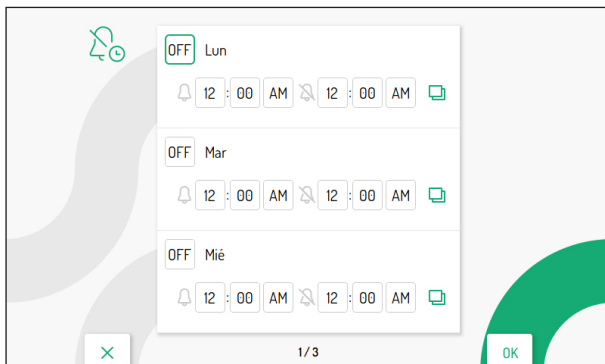 OFF Lun
12 : 00 AM 12 : 00 AM
OFF Mar
12 : 00 AM 12 : 00 AM
OFF Mié
12 : 00 AM 12 : 00 AM
1/3
OK